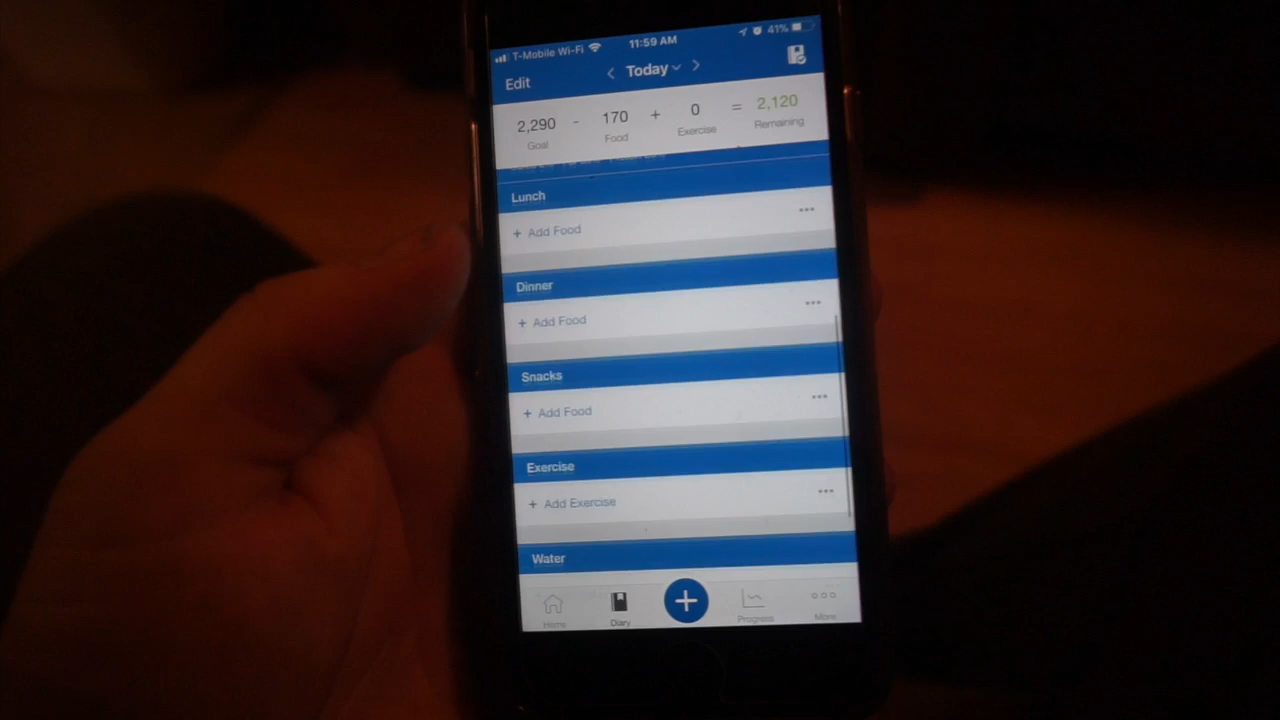 T-Mobile Wi-Fi 11:59 AM 41%
Edit < Today >
2,290 - 170 + 0 = 2,120
Goal Food Exercise Remaining
Lunch
+ Add Food
Dinner
+ Add Food
Snacks
+ Add Food
Exercise
+ Add Exercise
Water
Home Diary + Progress More